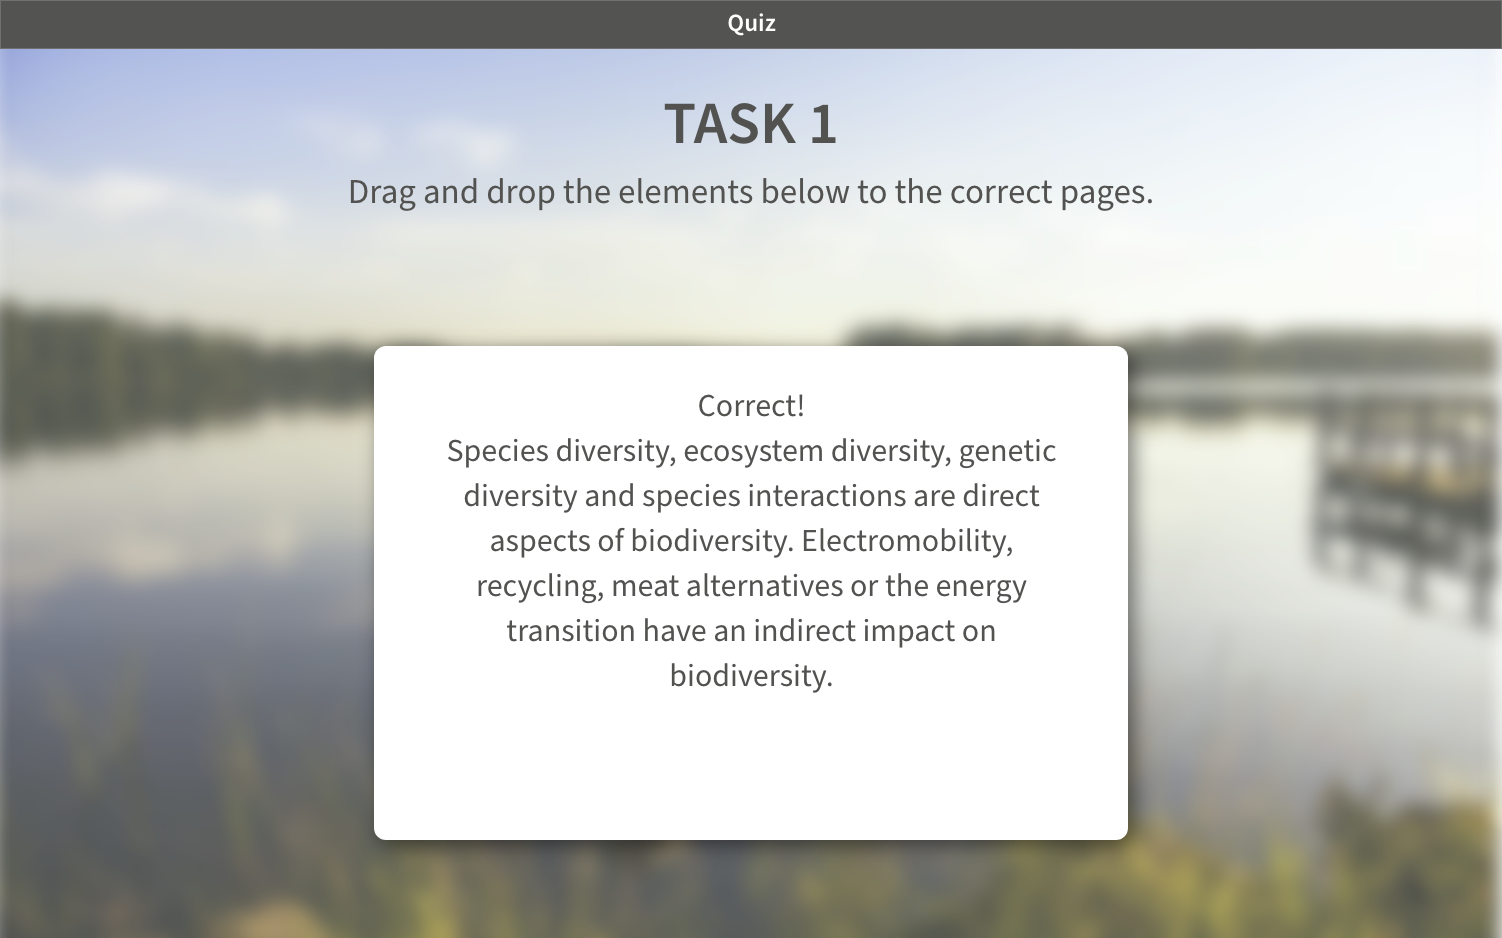 Quiz
TASK 1
Drag and drop the elements below to the correct pages.
Correct!
Species diversity, ecosystem diversity, genetic
diversity and species interactions are direct
aspects of biodiversity. Electromobility,
recycling, meat alternatives or the energy
transition have an indirect impact on
biodiversity.